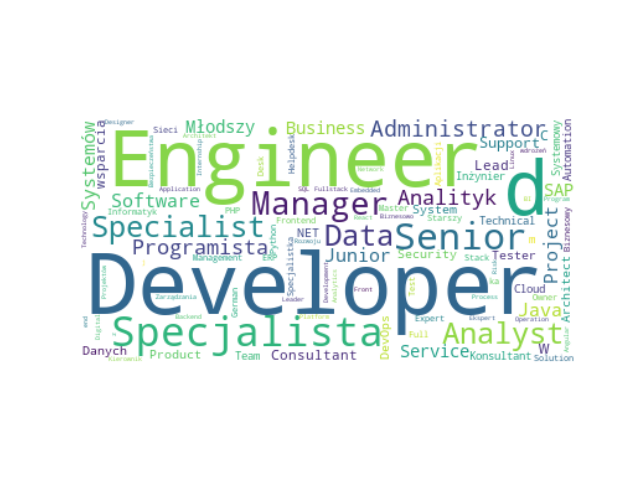 Designer
Sieci
Architekt
Młodszy
Business
Administrator
C
Systemów
wsparcia
Bezpieczeństwa
Internship
Engineer
Desk
Helpdesk
Network
Aplikacji
Support
Linux
wdrożeń
Systemowy
Automation
Lead
Inżynier
d
SAP
Application
SQL
Fullstack
Embedded
Software
Manager
Analityk
BI
Program
Informatyk
PHP
Master
System
Technology
Specialist
Frontend
React
Biznesowo
Starszy
Technical
Project
Biznesowy
Programista
Python
NET
Data
Senior
m
Rozwoju
Management
ERP
Specjalistka
Junior
Security
Stack
Tester
Projektów
Developer
Development
Analytics
Front
Test
Process
ka
Risk
Cloud
Architect
Zarządzania
German
Leader
Owner
Java
Digital
and
Backend
Platform
Expert
Ekspert
Operation
Specjalista
DevOps
Full
Analyst
Angular
Danych
Kierownik
Product
Team
Consultant
Service
Konsultant
W
Solution